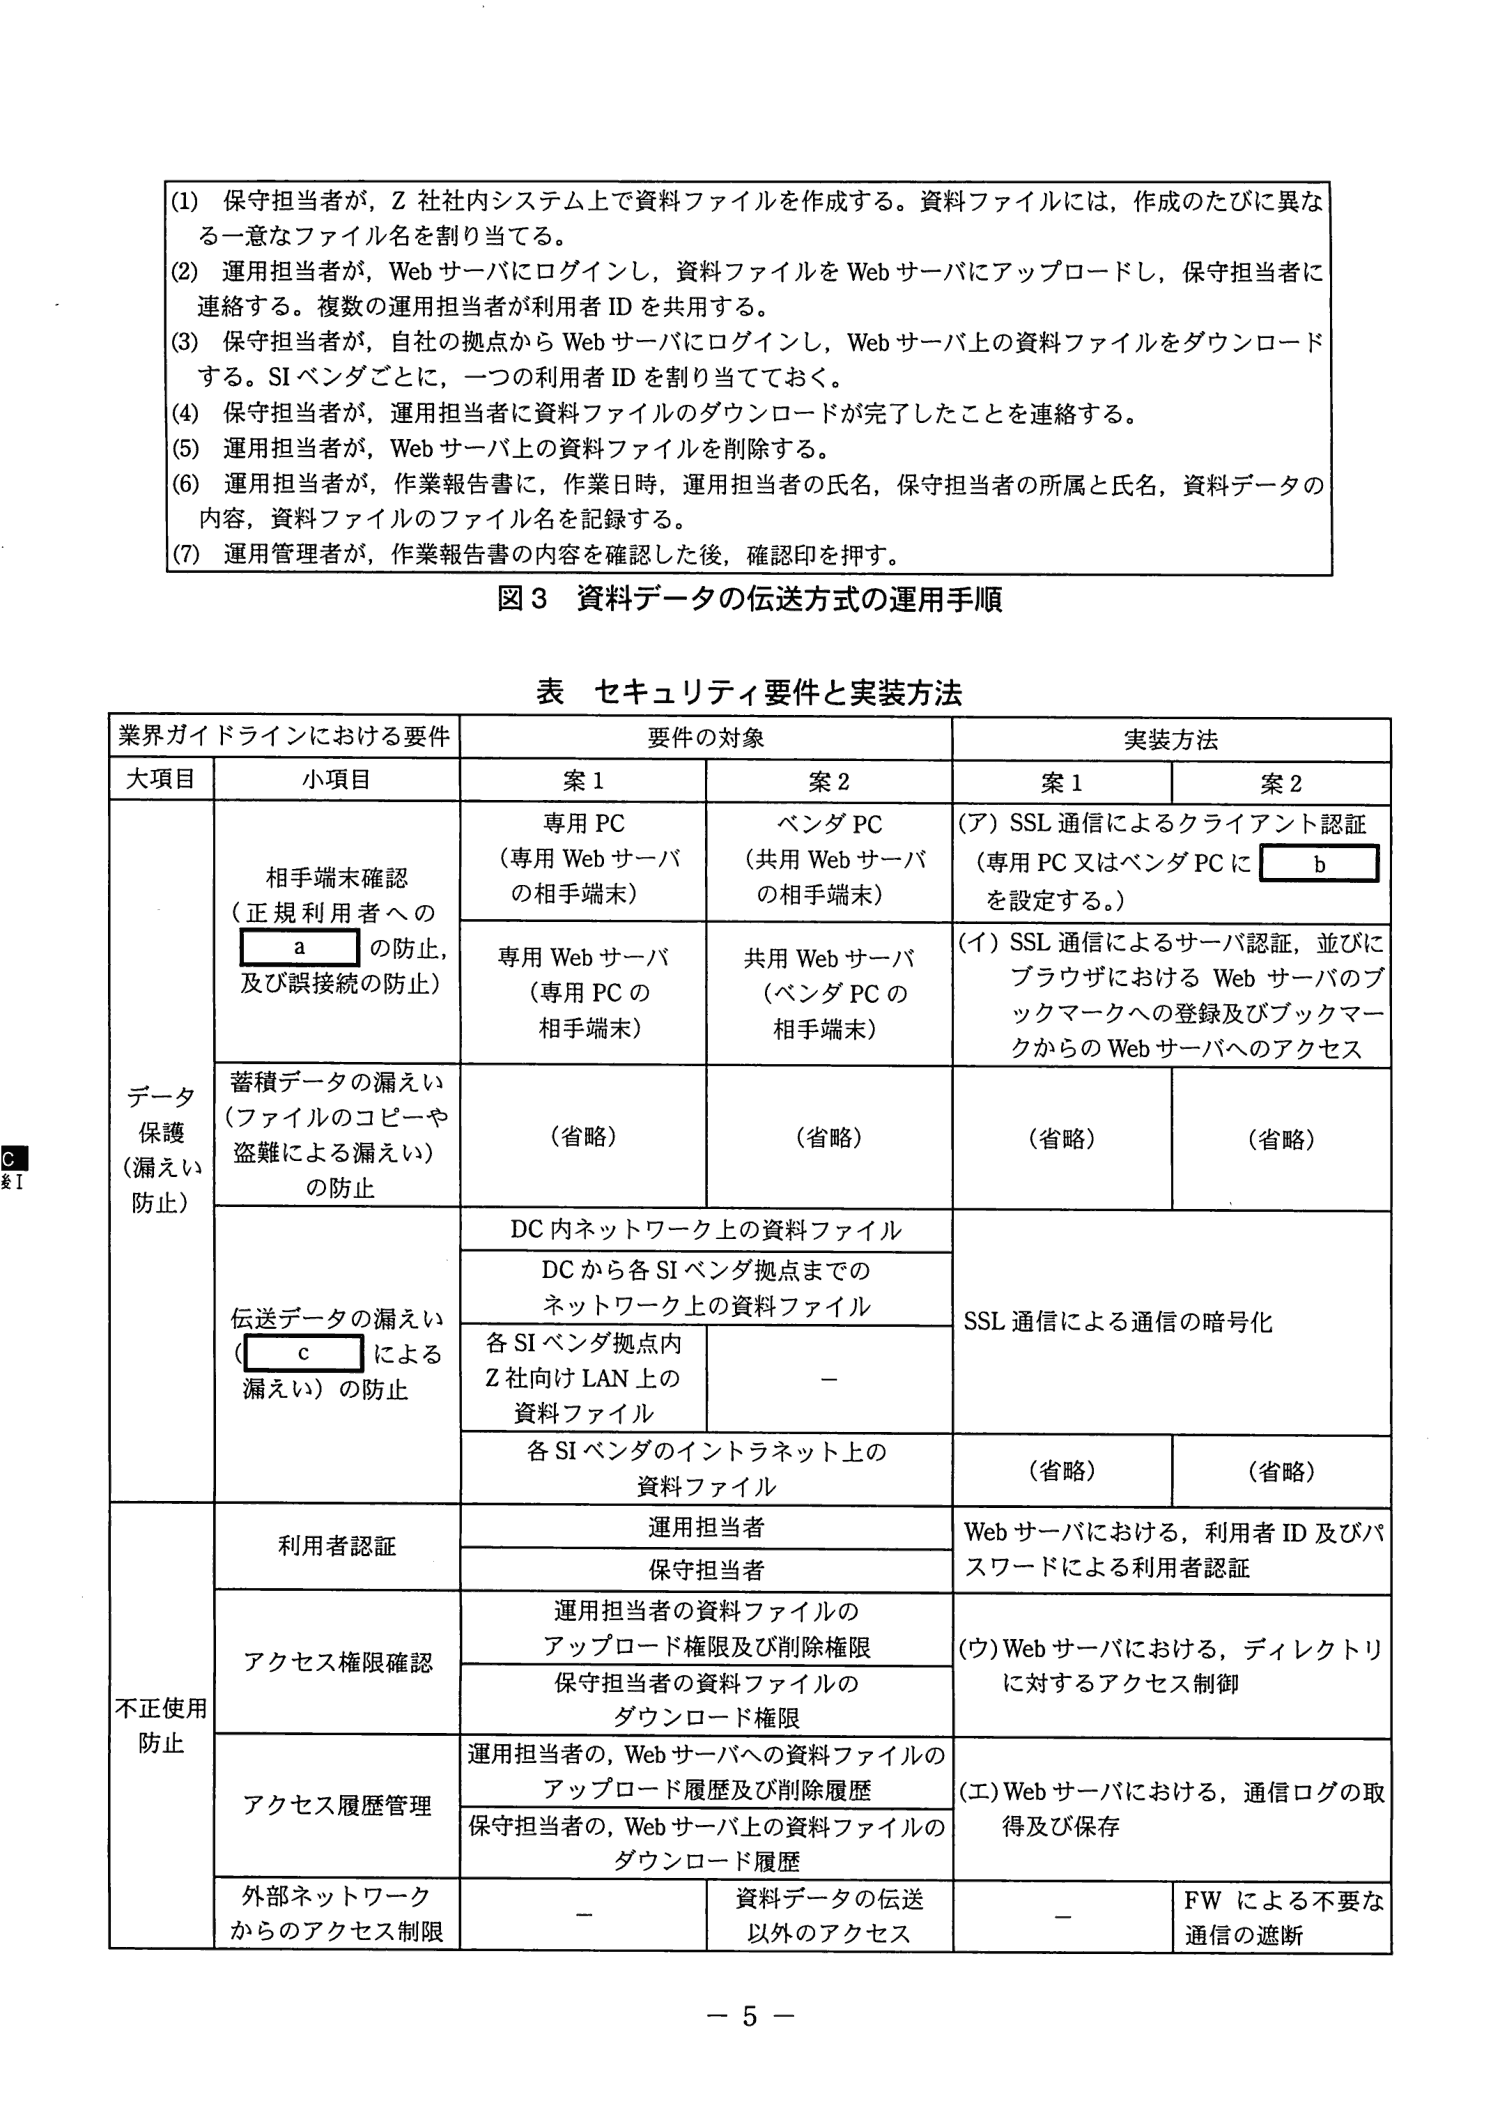 (1) 保守担当者が，Z 社社内システム上で資料ファイルを作成する。資料ファイルには，作成のたびに異な
る一意なファイル名を割り当てる。
(2) 運用担当者が，Web サーバにログインし，資料ファイルを Web サーバにアップロードし，保守担当者に
連絡する。複数の運用担当者が利用者 ID を共用する。
(3) 保守担当者が，自社の拠点から Web サーバにログインし，Web サーバ上の資料ファイルをダウンロード
する。SI ベンダごとに，一つの利用者 ID を割り当てておく。
(4) 保守担当者が，運用担当者に資料ファイルのダウンロードが完了したことを連絡する。
(5) 運用担当者が，Web サーバ上の資料ファイルを削除する。
(6) 運用担当者が，作業報告書に，作業日時，運用担当者の氏名，保守担当者の所属と氏名，資料データの
内容，資料ファイルのファイル名を記録する。
(7) 運用管理者が，作業報告書の内容を確認した後，確認印を押す。
図３ 資料データの伝送方式の運用手順
表 セキュリティ要件と実装方法
業界ガイドラインにおける要件
要件の対象
実装方法
大項目
小項目
案 1
案 2
案 1
案 2
データ
保護
（漏えい
防止）
相手端末確認
（正規利用者への
a の防止，
及び誤接続の防止）
専用 PC
（専用 Web サーバ
の相手端末）
ベンダ PC
（共用 Web サーバ
の相手端末）
(ア) SSL 通信によるクライアント認証
（専用 PC 又はベンダ PC に b
を設定する。）
専用 Web サーバ
（専用 PC の
相手端末）
共用 Web サーバ
（ベンダ PC の
相手端末）
(イ) SSL 通信によるサーバ認証，並びに
ブラウザにおける Web サーバのブ
ックマークへの登録及びブックマー
クからの Web サーバへのアクセス
蓄積データの漏えい
（ファイルのコピーや
盗難による漏えい）
の防止
（省略）
（省略）
（省略）
（省略）
伝送データの漏えい
（ c による
漏えい）の防止
DC 内ネットワーク上の資料ファイル
DC から各 SI ベンダ拠点までの
ネットワーク上の資料ファイル
各 SI ベンダ拠点内
Z 社向け LAN 上の
資料ファイル
－
SSL 通信による通信の暗号化
各 SI ベンダのイントラネット上の
資料ファイル
（省略）
（省略）
不正使用
防止
利用者認証
運用担当者
保守担当者
Web サーバにおける，利用者 ID 及びパ
スワードによる利用者認証
アクセス権限確認
運用担当者の資料ファイルの
アップロード権限及び削除権限
保守担当者の資料ファイルの
ダウンロード権限
(ウ) Web サーバにおける，ディレクトリ
に対するアクセス制御
アクセス履歴管理
運用担当者の，Web サーバへの資料ファイルの
アップロード履歴及び削除履歴
保守担当者の，Web サーバ上の資料ファイルの
ダウンロード履歴
(エ) Web サーバにおける，通信ログの取
得及び保存
外部ネットワーク
からのアクセス制限
－
資料データの伝送
以外のアクセス
－
FW による不要な
通信の遮断
－ 5 －